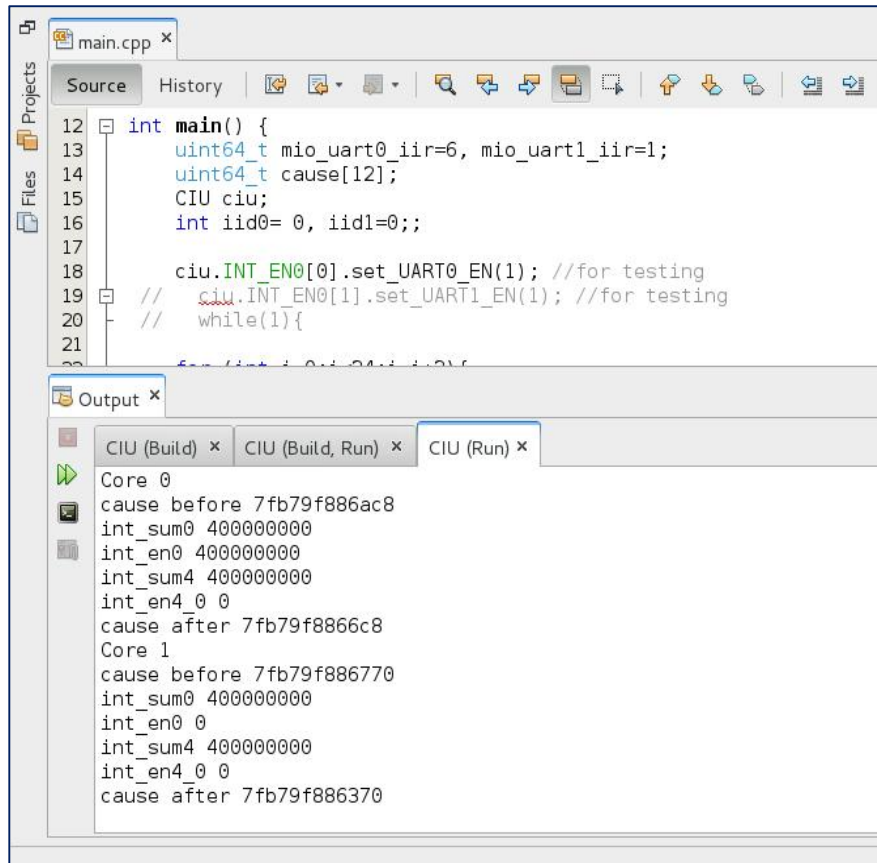 main.cpp ×
Projects
Files
Source History
12 int main() {
13 uint64_t mio_uart0_iir=6, mio_uart1_iir=1;
14 uint64_t cause[12];
15 CIU ciu;
16 int iid0= 0, iid1=0;;
17
18 ciu.INT_EN0[0].set_UART0_EN(1); //for testing
19 // ciu.INT_EN0[1].set_UART1_EN(1); //for testing
20 // while(1){
21
Output ×
CIU (Build) × CIU (Build, Run) × CIU (Run) ×
Core 0
cause before 7fb79f886ac8
int_sum0 400000000
int_en0 400000000
int_sum4 400000000
int_en4_0 0
cause after 7fb79f8866c8
Core 1
cause before 7fb79f886770
int_sum0 400000000
int_en0 0
int_sum4 400000000
int_en4_0 0
cause after 7fb79f886370